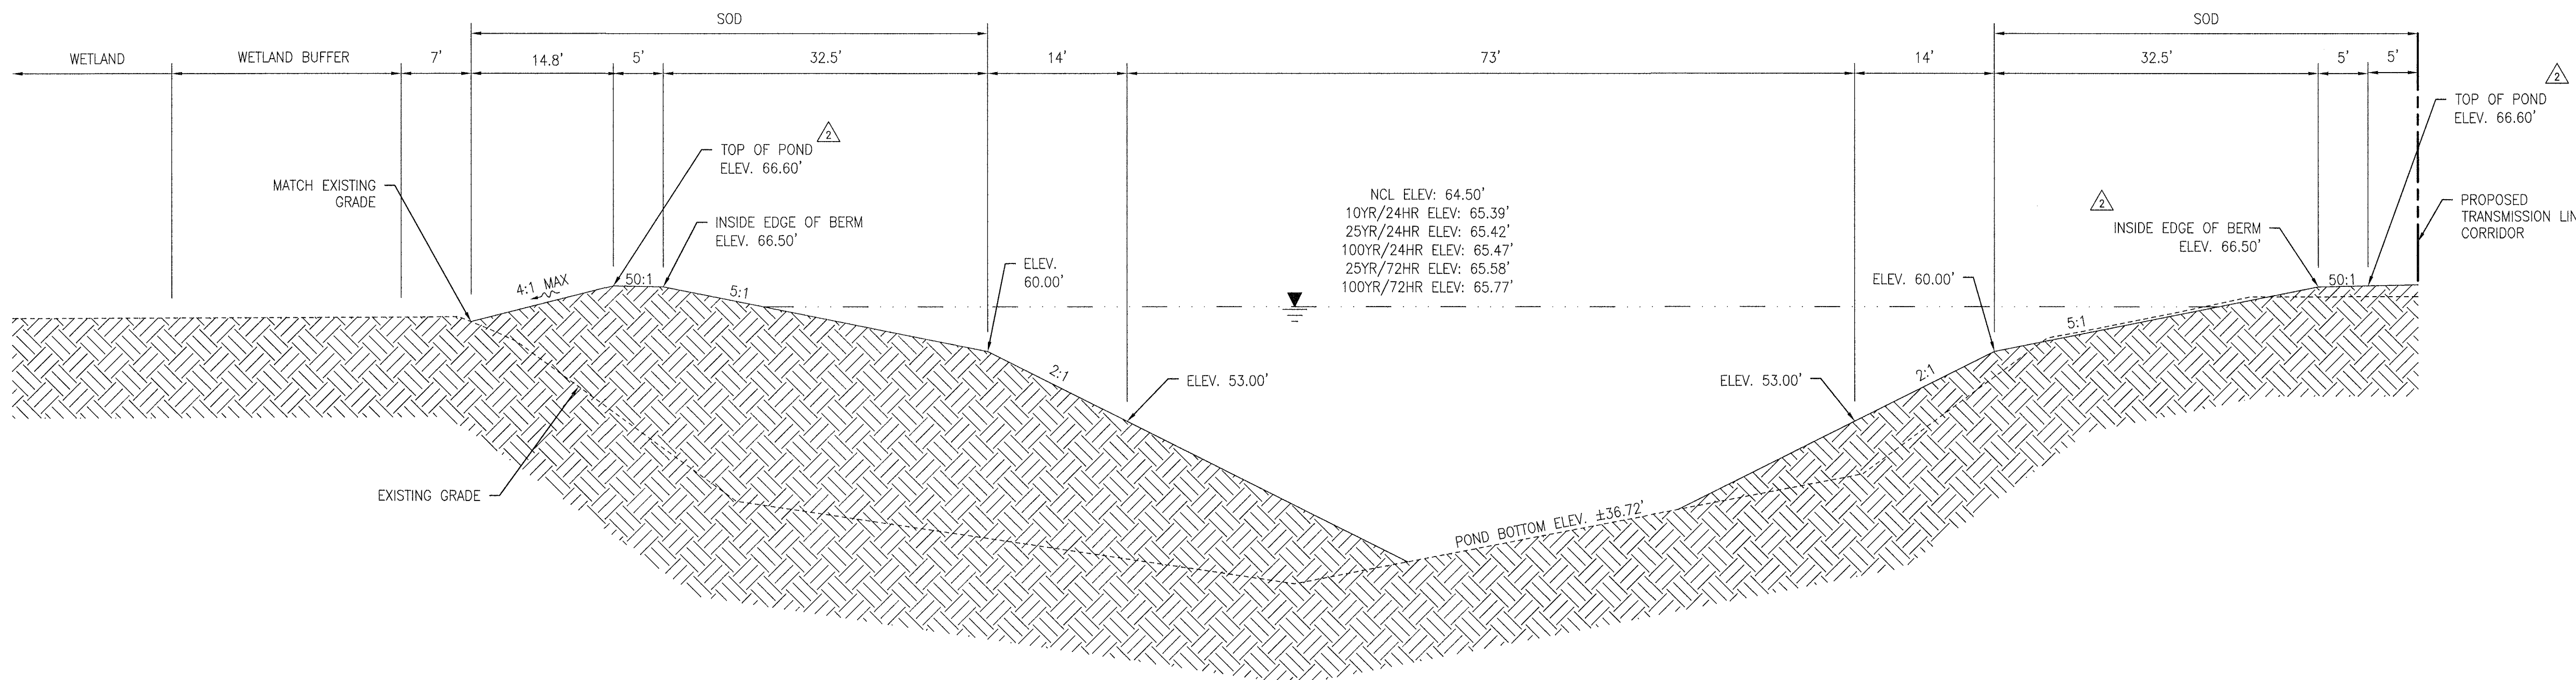 SOD
SOD
WETLAND
WETLAND BUFFER
7'
14.8'
5'
32.5'
14'
73'
14'
32.5'
5'
5'
2
TOP OF POND
ELEV. 66.60'
2
TOP OF POND
ELEV. 66.60'
MATCH EXISTING
GRADE
INSIDE EDGE OF BERM
ELEV. 66.50'
NCL ELEV: 64.50'
10YR/24HR ELEV: 65.39'
25YR/24HR ELEV: 65.42'
100YR/24HR ELEV: 65.47'
25YR/72HR ELEV: 65.58'
100YR/72HR ELEV: 65.77'
2
INSIDE EDGE OF BERM
ELEV. 66.50'
PROPOSED
TRANSMISSION LIN
CORRIDOR
ELEV.
60.00'
ELEV. 60.00'
4:1 MAX
50:1
5:1
50:1
5:1
2:1
2:1
ELEV. 53.00'
ELEV. 53.00'
EXISTING GRADE
POND BOTTOM ELEV. ±36.72'